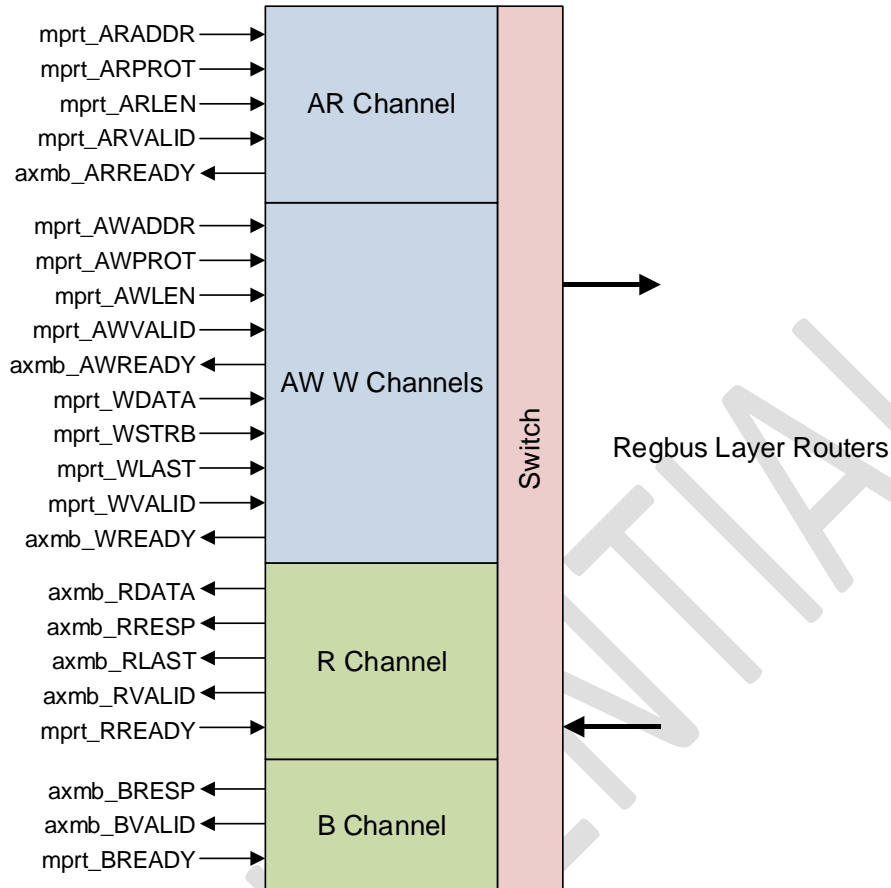 mprt_ARADDR
mprt_ARPROT
mprt_ARLEN
mprt_ARVALID
axmb_ARREADY
AR Channel
mprt_AWADDR
mprt_AWPROT
mprt_AWLEN
mprt_AWVALID
axmb_AWREADY
mprt_WDATA
mprt_WSTRB
mprt_WLAST
mprt_WVALID
axmb_WREADY
AW W Channels
axmb_RDATA
axmb_RRESP
axmb_RLAST
axmb_RVALID
mprt_RREADY
R Channel
axmb_BRESP
axmb_BVALID
mprt_BREADY
B Channel
Switch
Regbus Layer Routers
ENTIAL